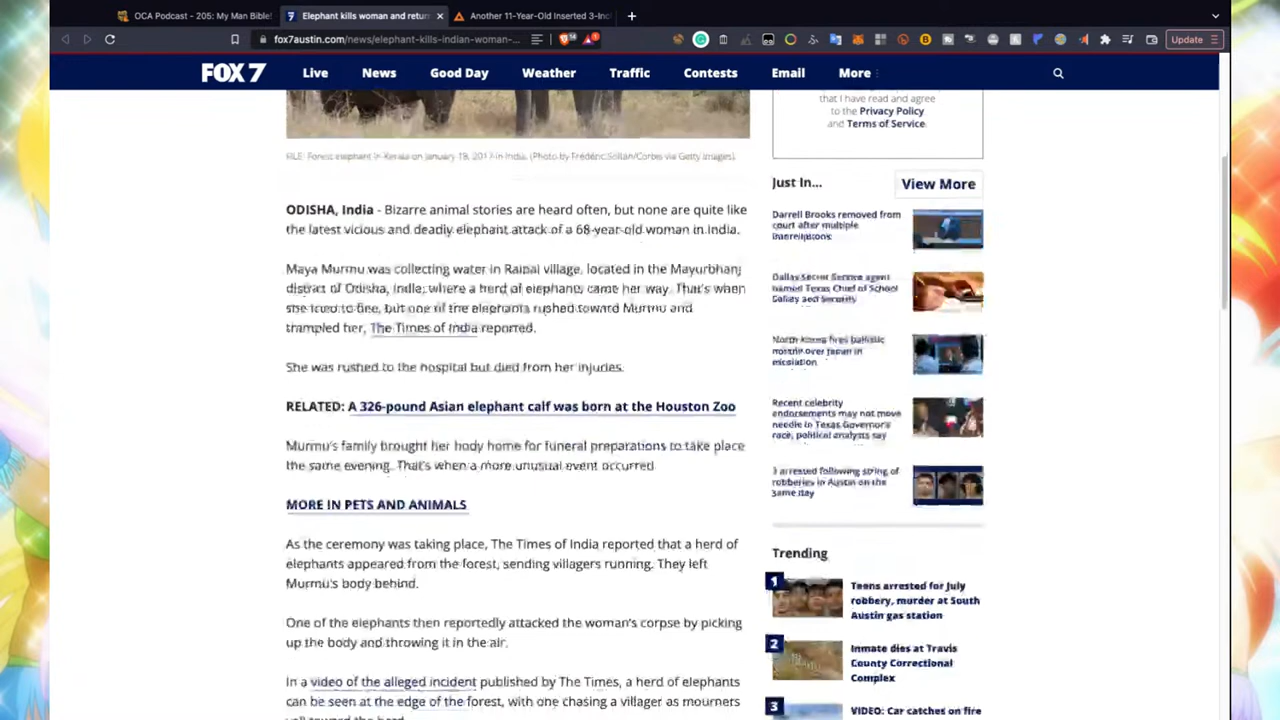 OCA Podcast - 205: My Man Bible!
Elephant kills woman and retur
Another 11-Year-Old Inserted 3-Inc
fox7austin.com/news/elephant-kills-indian-woman-...
Update
FOX 7
Live
News
Good Day
Weather
Traffic
Contests
Email
More
FILE: Forest elephant in Kerala on January 19, 2017 in India. (Photo by Frédéric Soltan/Corbis via Getty Images).
ODISHA, India - Bizarre animal stories are heard often, but none are quite like
the latest vicious and deadly elephant attack of a 68-year-old woman in India.
Maya Murmu was collecting water in Raipal village, located in the Mayurbhanj
district of Odisha, India, where a herd of elephants came her way. That's when
she tried to flee, but one of the elephants rushed toward Murmu and
trampled her, The Times of India reported.
She was rushed to the hospital but died from her injuries.
RELATED: A 326-pound Asian elephant calf was born at the Houston Zoo
Murmu's family brought her body home for funeral preparations to take place
the same evening. That's when a more unusual event occurred.
MORE IN PETS AND ANIMALS
As the ceremony was taking place, The Times of India reported that a herd of
elephants appeared from the forest, sending villagers running. They left
Murmu's body behind.
One of the elephants then reportedly attacked the woman's corpse by picking
up the body and throwing it in the air.
In a video of the alleged incident published by The Times, a herd of elephants
can be seen at the edge of the forest, with one chasing a villager as mourners
yell toward the herd.
that I have read and agree
to the Privacy Policy
and Terms of Service.
Just In...
View More
Darrell Brooks removed from
court after multiple
interruptions
Dallas Secret Service agent
named Texas Chief of School
Safety and Security
North Korea fires ballistic
missile over Japan in
escalation
Recent celebrity
endorsements may not move
needle in Texas Governor's
race, political analysts say
3 arrested following string of
robberies in Austin on the
same day
Trending
1
Teens arrested for July
robbery, murder at South
Austin gas station
2
Inmate dies at Travis
County Correctional
Complex
3
VIDEO: Car catches on fire